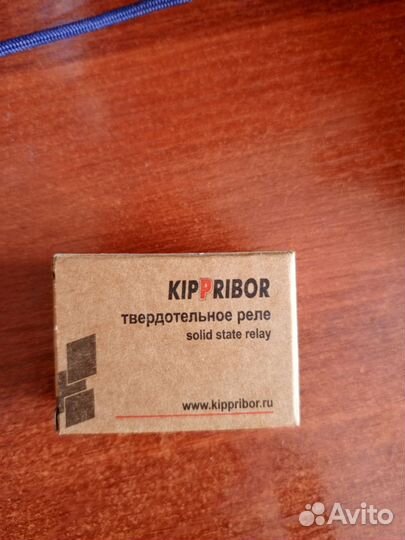 KIPPRIBOR
твердотельное реле
solid state relay
www.kippribor.ru
Avito